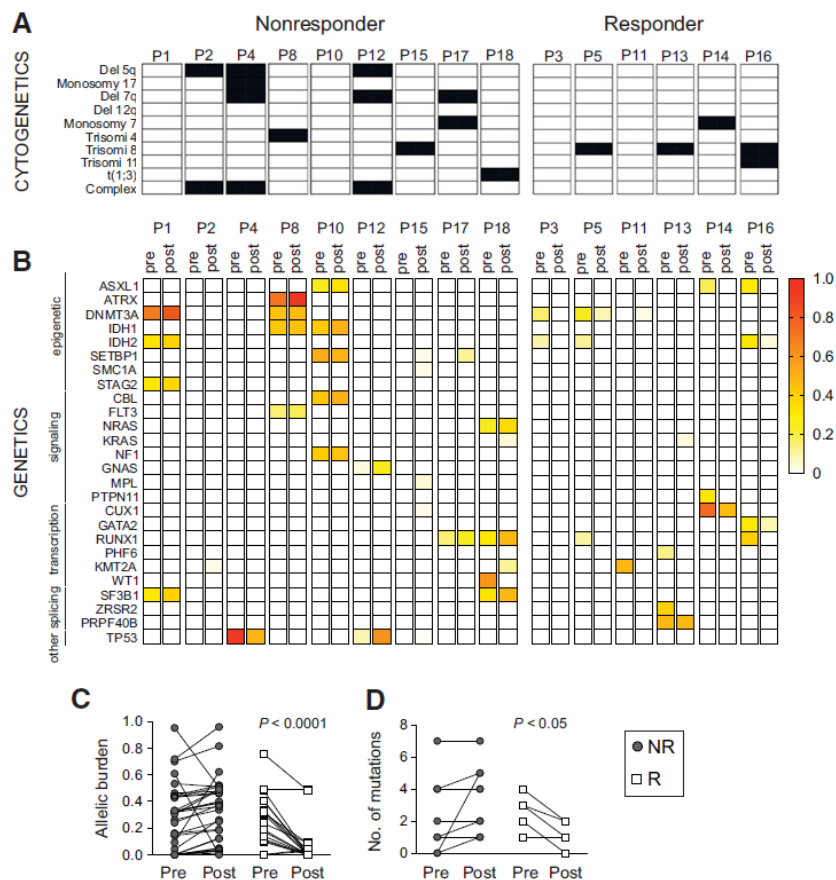 A
Nonresponder
Responder
P1 P2 P4 P8 P10 P12 P15 P17 P18 P3 P5 P11 P13 P14 P16
CYTOGENETICS
Del 5q
Monosomy 17
Del 7q
Del 12q
Monosomy 7
Trisomi 4
Trisomi 8
Trisomi 11
t(1;3)
Complex
P1 P2 P4 P8 P10 P12 P15 P17 P18 P3 P5 P11 P13 P14 P16
B
pre post pre post pre post pre post pre post pre post pre post pre post pre post pre post pre post pre post pre post pre post pre post
GENETICS
epigenetic
ASXL1
ATRX
DNMT3A
IDH1
IDH2
SETBP1
SMC1A
STAG2
signaling
CBL
FLT3
NRAS
KRAS
NF1
GNAS
MPL
PTPN11
transcription
CUX1
GATA2
RUNX1
PHF6
KMT2A
WT1
splicing
SF3B1
ZRSR2
PRPF40B
other
TP53
1.0
0.8
0.6
0.4
0.2
0
C
P < 0.0001
Allelic burden
1.0
0.8
0.6
0.4
0.2
0.0
Pre Post Pre Post
D
P < 0.05
No. of mutations
8
6
4
2
0
Pre Post Pre Post
NR
R